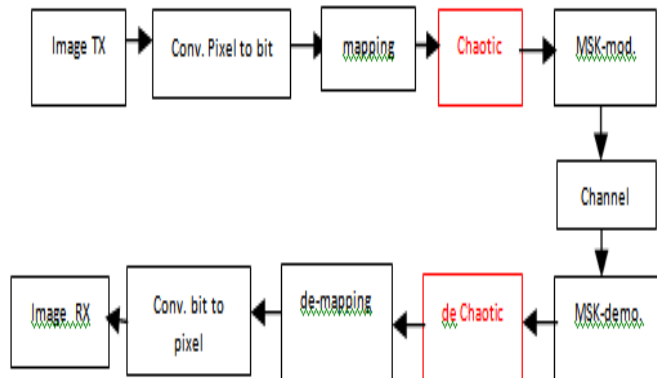 Image TX
Conv. Pixel to bit
mapping
Chaotic
MSK-mod.
Channel
MSK-demo.
de Chaotic
de-mapping
Conv. bit to
pixel
Image RX